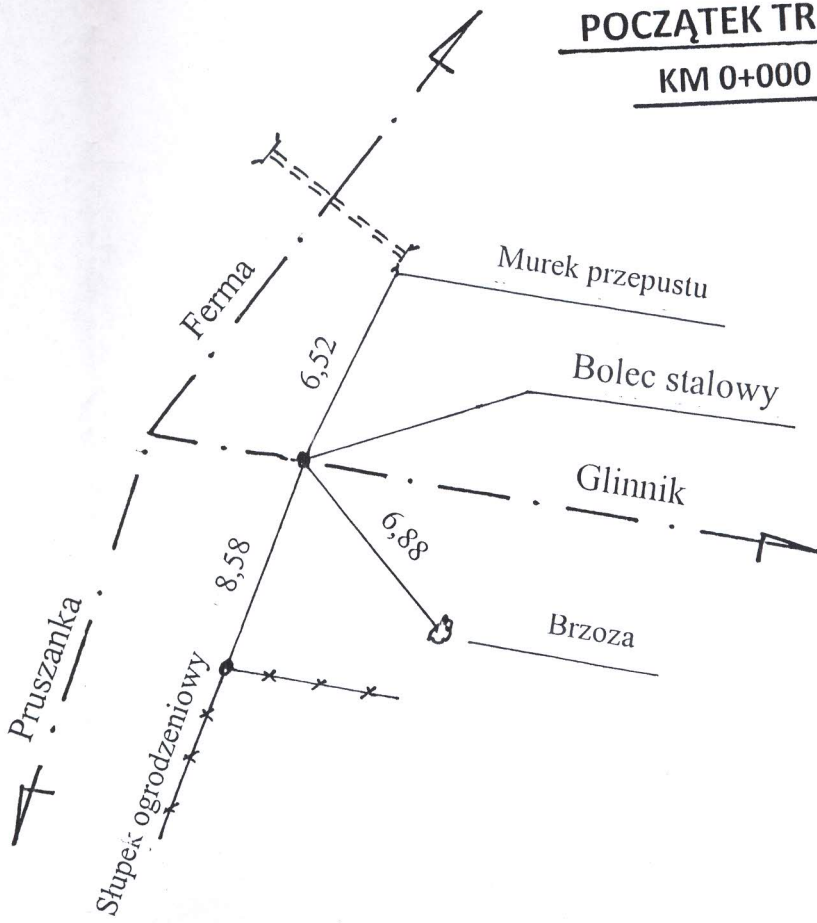 POCZĄTEK TR
KM 0+000
Murek przepustu
Ferma
6,52
Bolec stalowy
Glinnik
6,88
8,58
Brzoza
Pruszanka
Słupek ogrodzeniowy